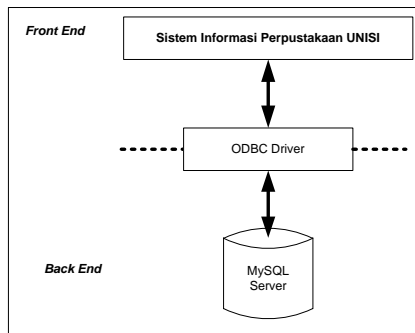 Front End
Sistem Informasi Perpustakaan UNISI
ODBC Driver
Back End
MySQL
Server